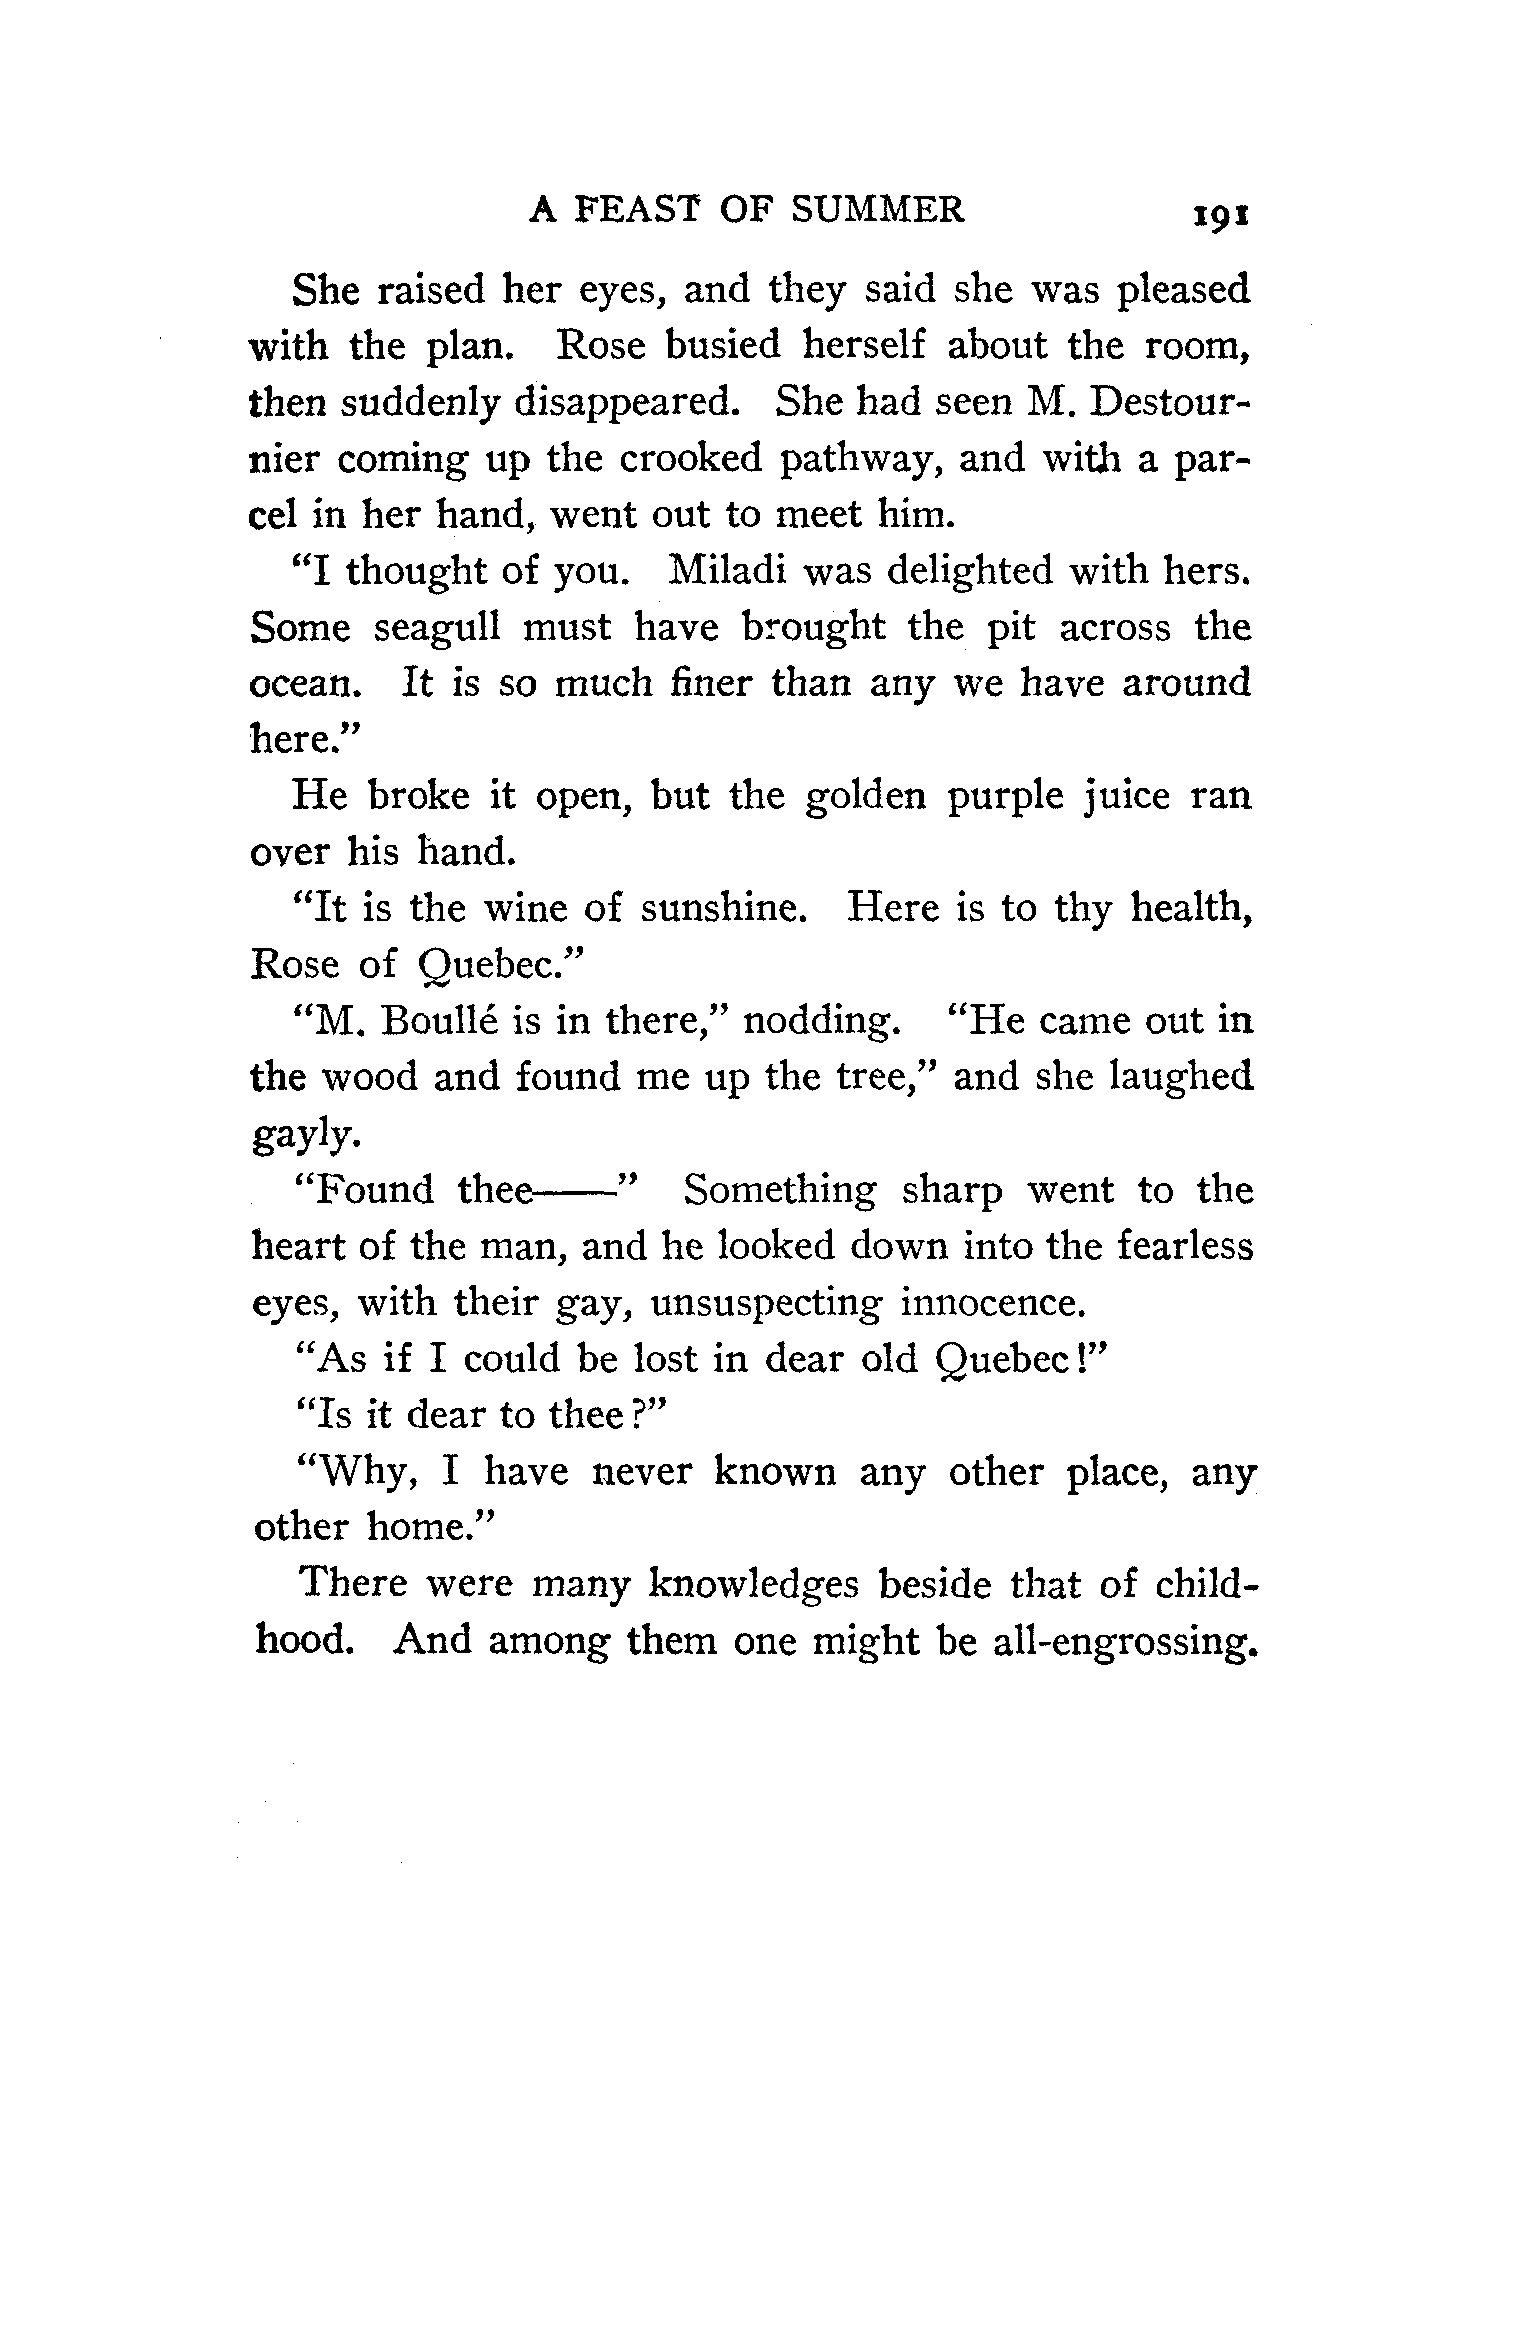 A FEAST OF SUMMER 191
She raised her eyes, and they said she was pleased
with the plan. Rose busied herself about the room,
then suddenly disappeared. She had seen M. Destour-
nier coming up the crooked pathway, and with a par-
cel in her hand, went out to meet him.
“I thought of you. Miladi was delighted with hers.
Some seagull must have brought the pit across the
ocean. It is so much finer than any we have around
here.”
He broke it open, but the golden purple juice ran
over his hand.
“It is the wine of sunshine. Here is to thy health,
Rose of Quebec.”
“M. Boullé is in there,” nodding. “He came out in
the wood and found me up the tree,” and she laughed
gayly.
“Found thee——” Something sharp went to the
heart of the man, and he looked down into the fearless
eyes, with their gay, unsuspecting innocence.
“As if I could be lost in dear old Quebec!”
“Is it dear to thee?”
“Why, I have never known any other place, any
other home.”
There were many knowledges beside that of child-
hood. And among them one might be all-engrossing.